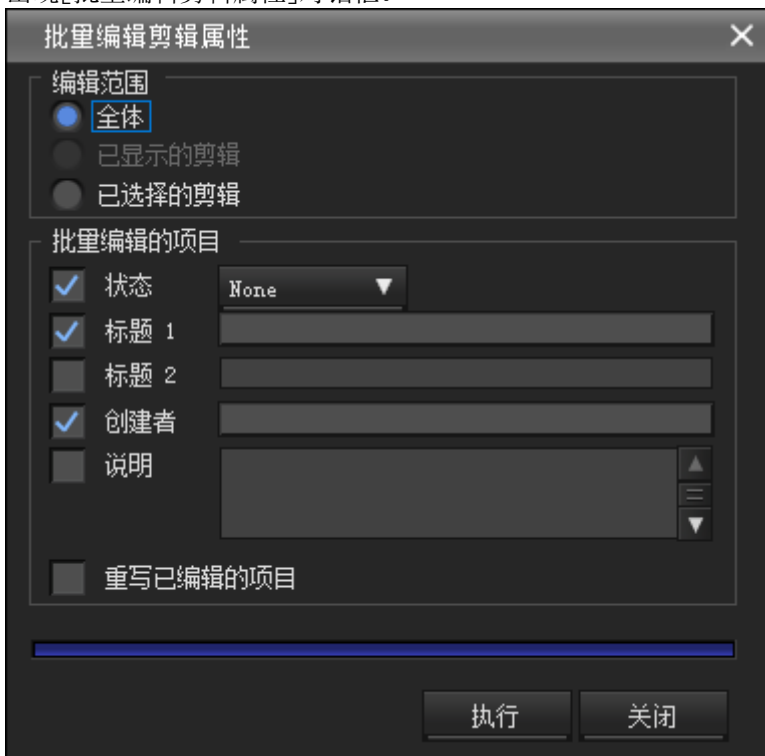 批里编辑剪辑属性
编辑范围
全体
已显示的剪辑
已选择的剪辑
批里编辑的项目
状态 None
标题 1
标题 2
创建者
说明
重写已编辑的项目
执行 关闭